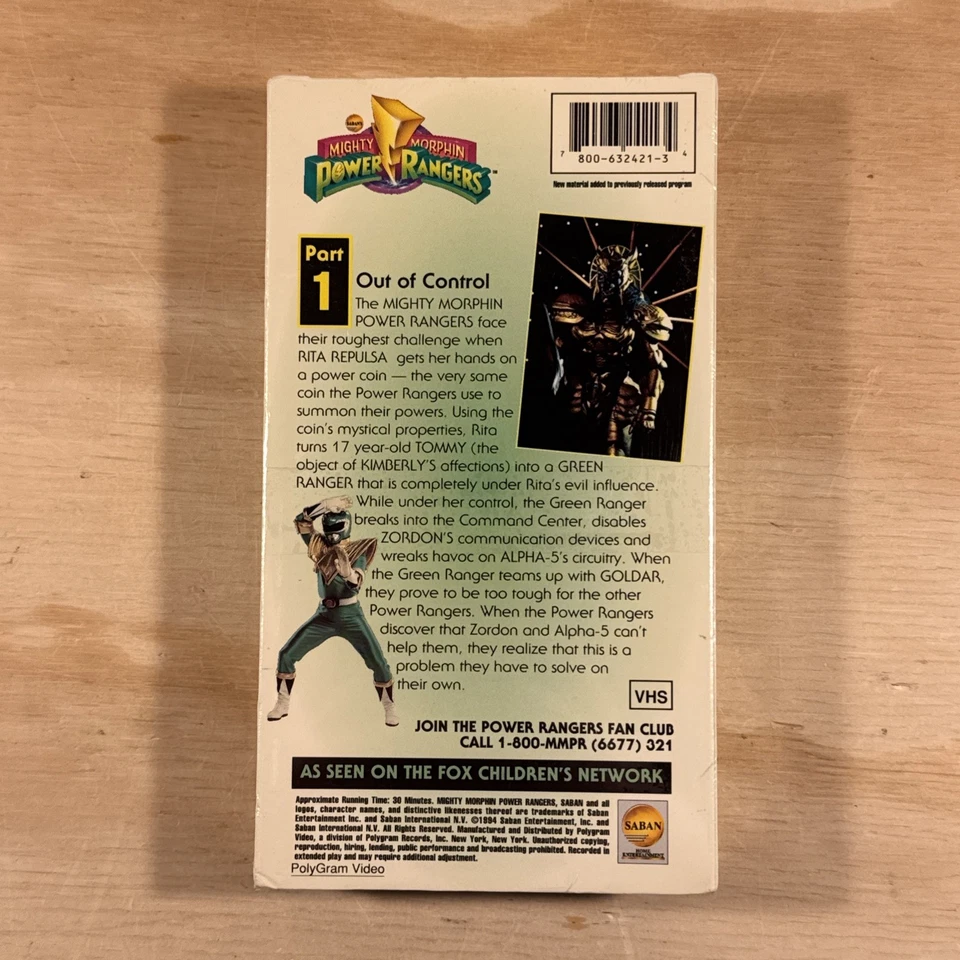 SABAN'S
MIGHTY MORPHIN
POWER RANGERS™
7 800-632421-3 4
New material added to previously released program
Part
1
Out of Control
The MIGHTY MORPHIN
POWER RANGERS face
their toughest challenge when
RITA REPULSA gets her hands on
a power coin — the very same
coin the Power Rangers use to
summon their powers. Using the
coin's mystical properties, Rita
turns 17 year-old TOMMY (the
object of KIMBERLY'S affections) into a GREEN
RANGER that is completely under Rita's evil influence.
While under her control, the Green Ranger
breaks into the Command Center, disables
ZORDON'S communication devices and
wreaks havoc on ALPHA-5's circuitry. When
the Green Ranger teams up with GOLDAR,
they prove to be too tough for the other
Power Rangers. When the Power Rangers
discover that Zordon and Alpha-5 can't
help them, they realize that this is a
problem they have to solve on
their own.
VHS
JOIN THE POWER RANGERS FAN CLUB
CALL 1-800-MMPR (6677) 321
AS SEEN ON THE FOX CHILDREN'S NETWORK
Approximate Running Time: 30 Minutes. MIGHTY MORPHIN POWER RANGERS, SABAN and all
logos, character names, and distinctive likenesses thereof are trademarks of Saban
Entertainment Inc. and Saban International N.V. ©1994 Saban Entertainment, Inc. and
Saban International N.V. All Rights Reserved. Manufactured and Distributed by Polygram
Video, a division of Polygram Records, Inc. New York, New York. Unauthorized copying,
reproduction, hiring, lending, public performance and broadcasting prohibited. Recorded in
extended play and may require additional adjustment.
SABAN
HOME
ENTERTAINMENT
PolyGram Video